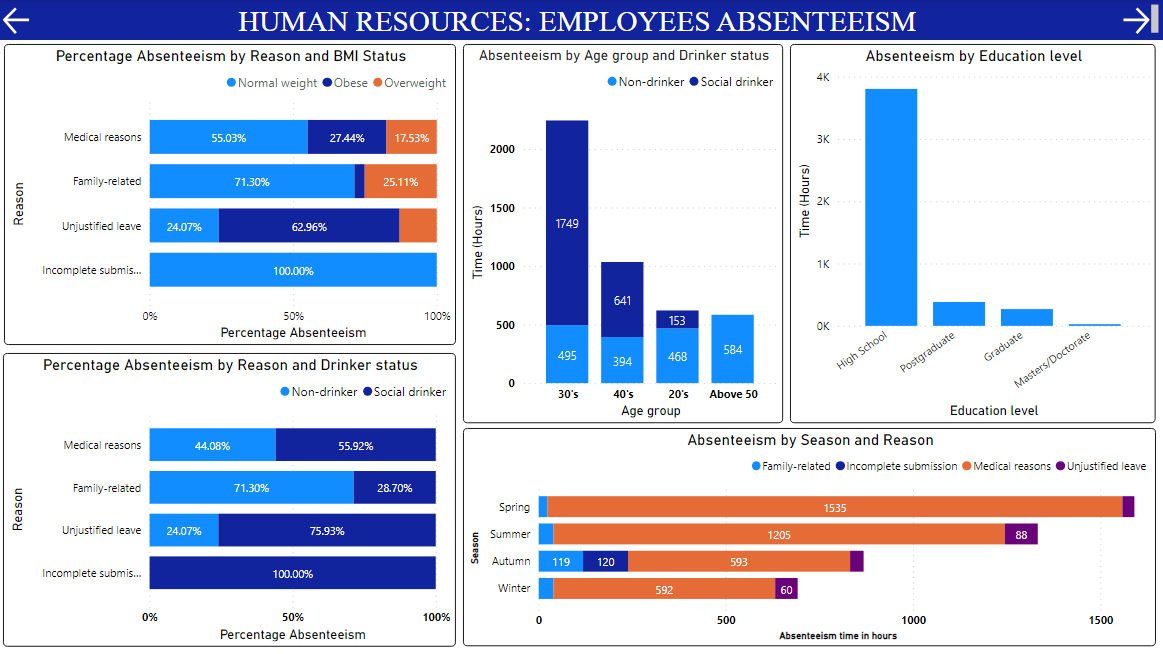 HUMAN RESOURCES: EMPLOYEES ABSENTEEISM
Percentage Absenteeism by Reason and BMI Status
Normal weight Obese Overweight
Reason
Medical reasons 55.03% 27.44% 17.53%
Family-related 71.30% 25.11%
Unjustified leave 24.07% 62.96%
Incomplete submis... 100.00%
0% 50% 100%
Percentage Absenteeism
Percentage Absenteeism by Reason and Drinker status
Non-drinker Social drinker
Reason
Medical reasons 44.08% 55.92%
Family-related 71.30% 28.70%
Unjustified leave 24.07% 75.93%
Incomplete submis... 100.00%
0% 50% 100%
Percentage Absenteeism
Absenteeism by Age group and Drinker status
Non-drinker Social drinker
Time (Hours)
2000
1500
1000
500
0
1749
641
153
495 394 468 584
30's 40's 20's Above 50
Age group
Absenteeism by Education level
Time (Hours)
4K
3K
2K
1K
0K
High School Postgraduate Graduate Masters/Doctorate
Education level
Absenteeism by Season and Reason
Family-related Incomplete submission Medical reasons Unjustified leave
Season
Spring 1535
Summer 1205 88
Autumn 119 120 593
Winter 592 60
0 500 1000 1500
Absenteeism time in hours